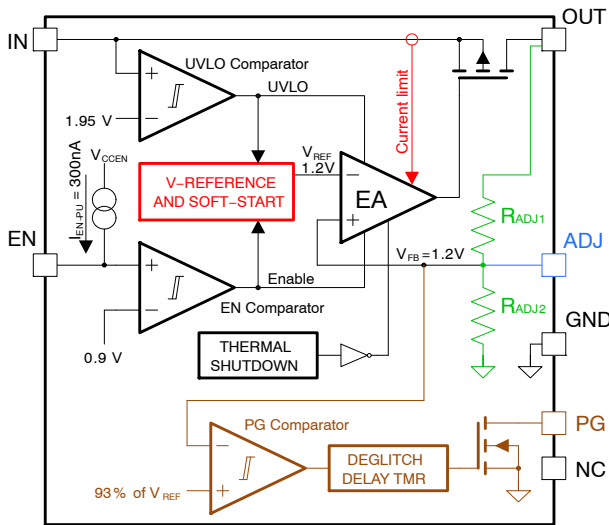 IN
OUT
UVLO Comparator
UVLO
1.95 V
Current limit
V_REF
1.2V
V_CCEN
I_EN-PU = 300nA
V-REFERENCE
AND SOFT-START
EA
R_ADJ1
EN
V_FB = 1.2V
ADJ
Enable
EN Comparator
0.9 V
R_ADJ2
GND
THERMAL
SHUTDOWN
PG Comparator
PG
DEGLITCH
DELAY TMR
NC
93% of V_REF